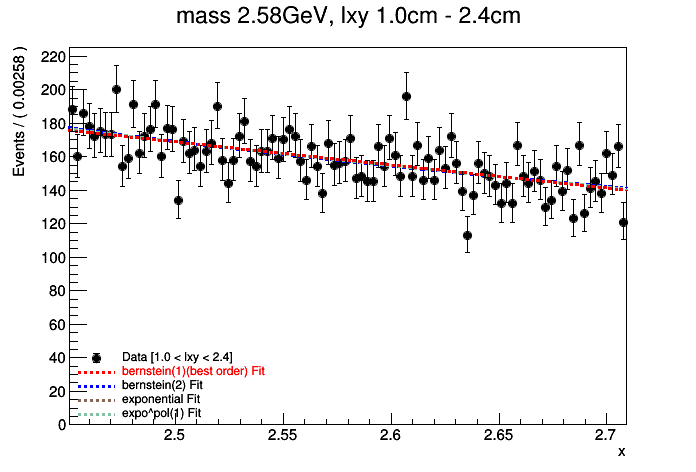 mass 2.58GeV, lxy 1.0cm - 2.4cm
Events / ( 0.00258 )
220
200
180
160
140
120
100
80
60
40
20
0
Data [1.0 < lxy < 2.4]
bernstein(1)(best order) Fit
bernstein(2) Fit
exponential Fit
expo^pol(1) Fit
2.5 2.55 2.6 2.65 2.7
x